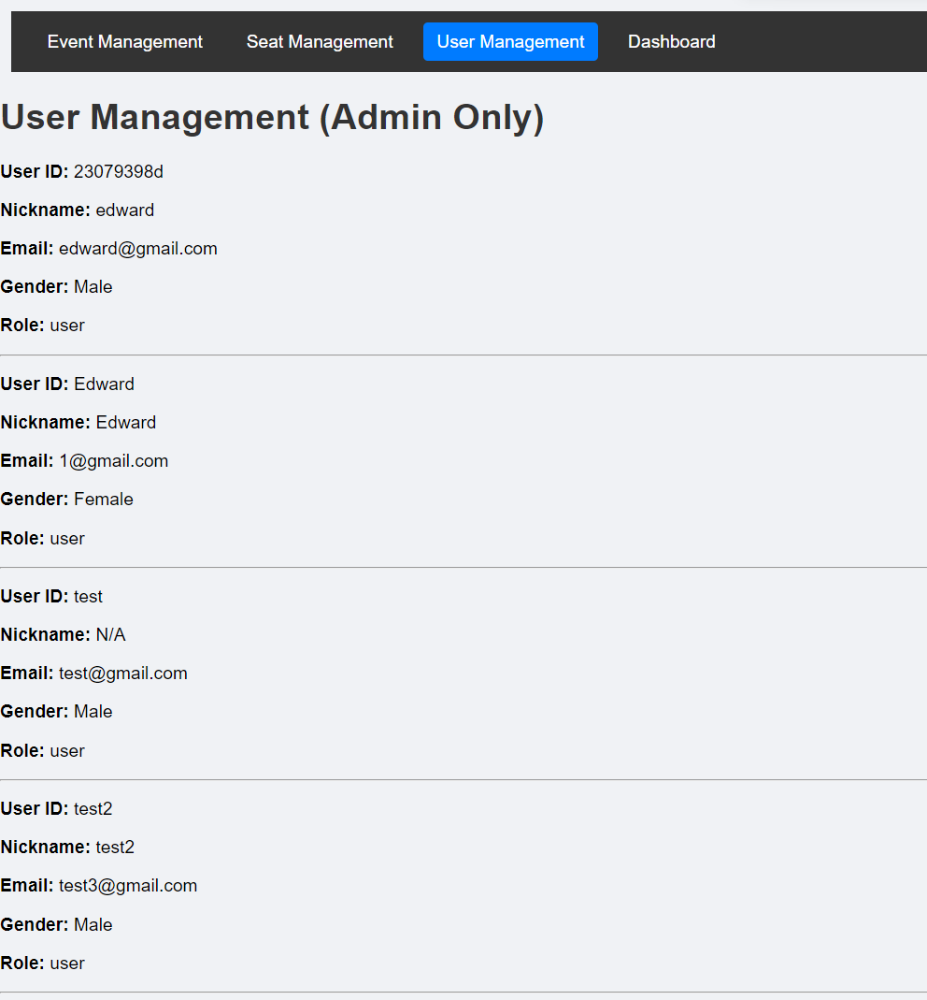 Event Management Seat Management User Management Dashboard
User Management (Admin Only)
User ID: 23079398d
Nickname: edward
Email: edward@gmail.com
Gender: Male
Role: user
User ID: Edward
Nickname: Edward
Email: 1@gmail.com
Gender: Female
Role: user
User ID: test
Nickname: N/A
Email: test@gmail.com
Gender: Male
Role: user
User ID: test2
Nickname: test2
Email: test3@gmail.com
Gender: Male
Role: user